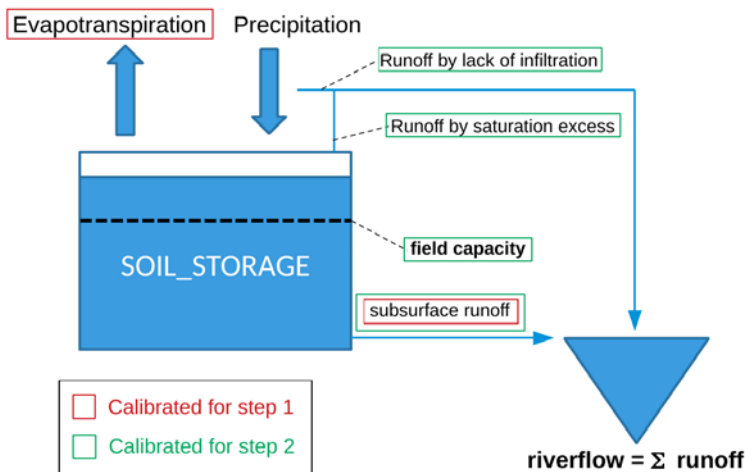 Evapotranspiration
Precipitation
Runoff by lack of infiltration
Runoff by saturation excess
field capacity
SOIL_STORAGE
subsurface runoff
Calibrated for step 1
Calibrated for step 2
riverflow = Σ runoff